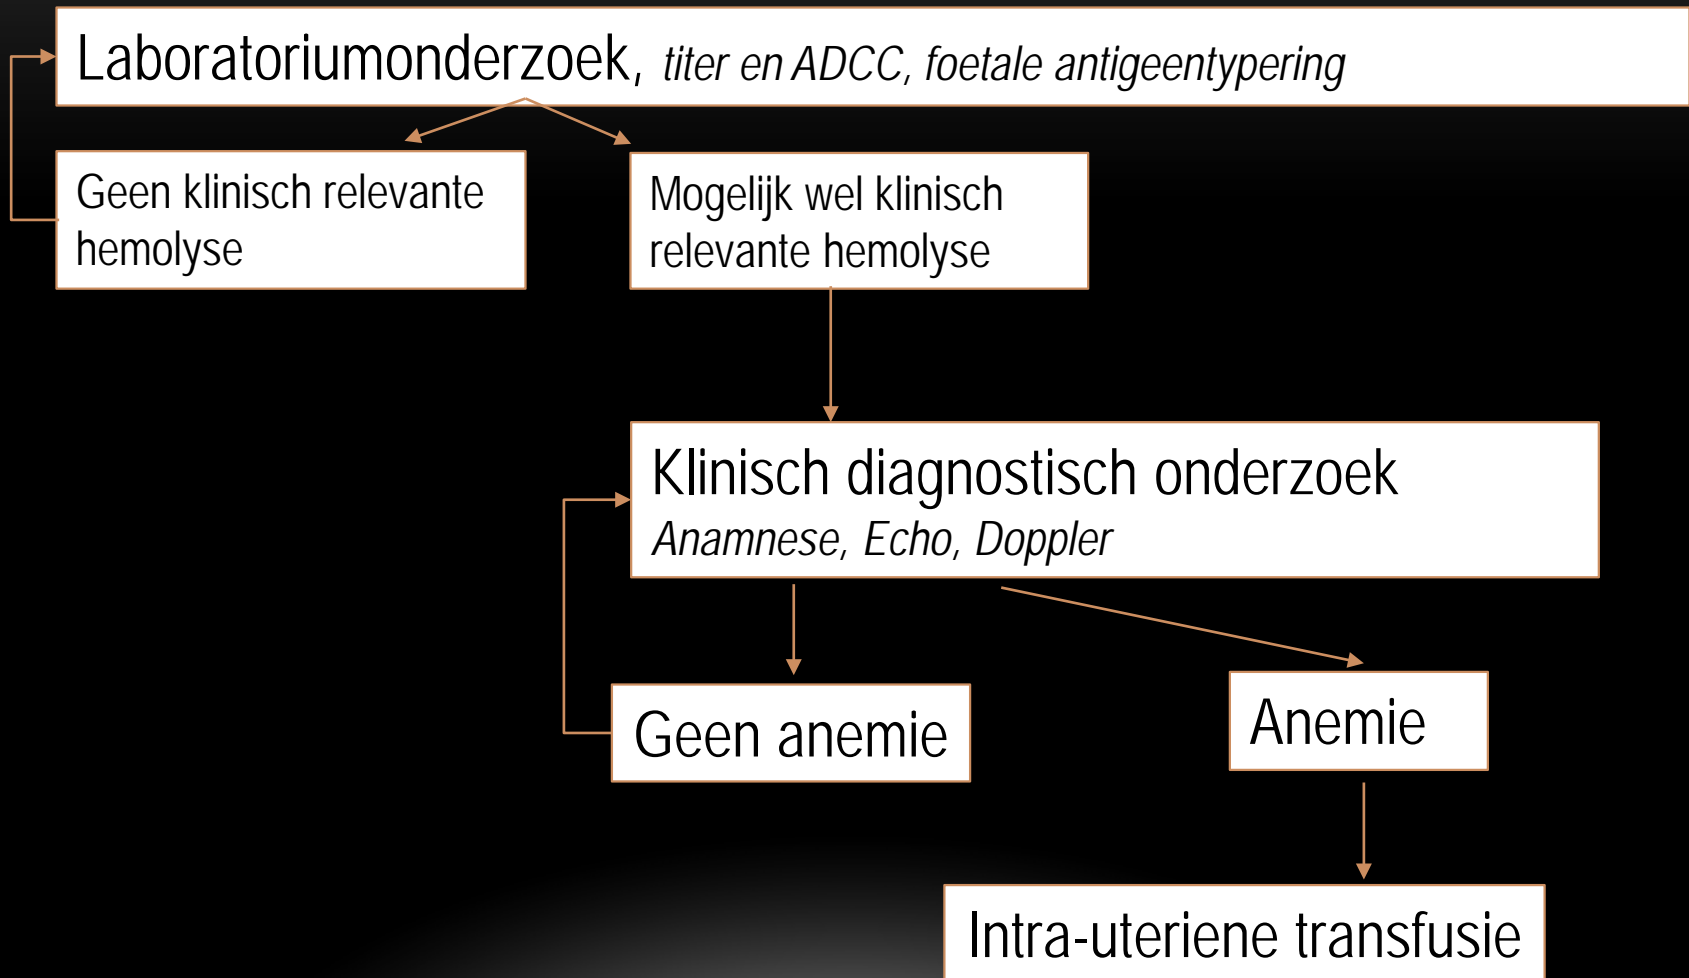 Laboratoriumonderzoek, titer en ADCC, foetale antigeentypering
Geen klinisch relevante
hemolyse
Mogelijk wel klinisch
relevante hemolyse
Klinisch diagnostisch onderzoek
Anamnese, Echo, Doppler
Geen anemie
Anemie
Intra-uteriene transfusie